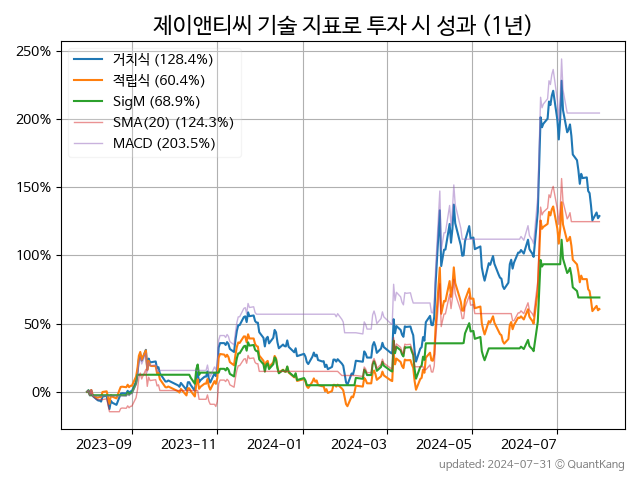 제이앤티씨 기술 지표로 투자 시 성과 (1년)
250%
200%
150%
100%
50%
0%
거치식 (128.4%)
적립식 (60.4%)
SigM (68.9%)
SMA(20) (124.3%)
MACD (203.5%)
2023-09
2023-11
2024-01
2024-03
2024-05
2024-07
updated: 2024-07-31 © QuantKang